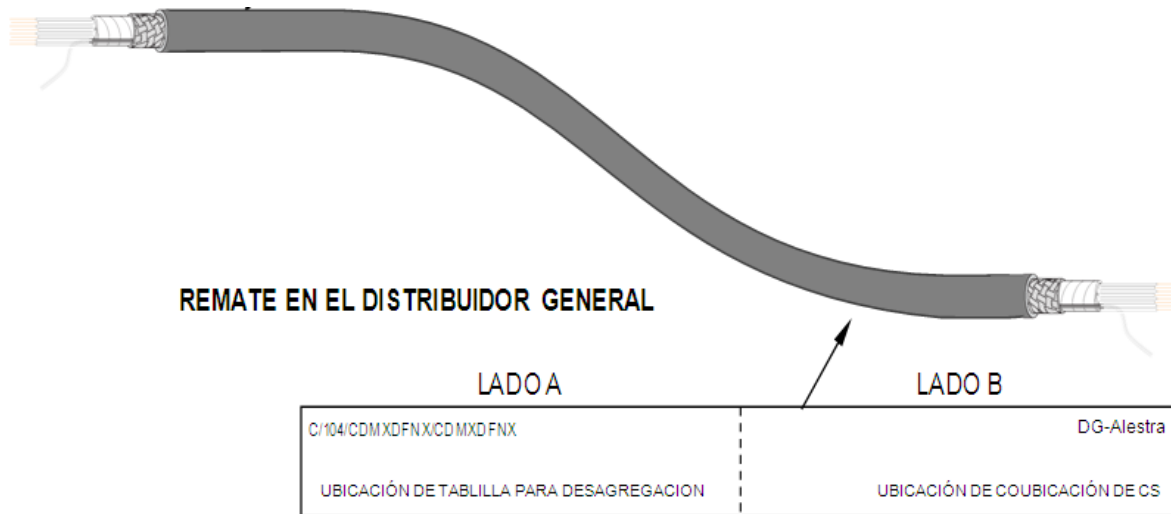 REMATE EN EL DISTRIBUIDOR GENERAL
LADO A
LADO B
C/104/CDMXDFNX/CDMXDFNX
DG-Alestra
UBICACIÓN DE TABLILLA PARA DESAGREGACION
UBICACIÓN DE COUBICACIÓN DE CS